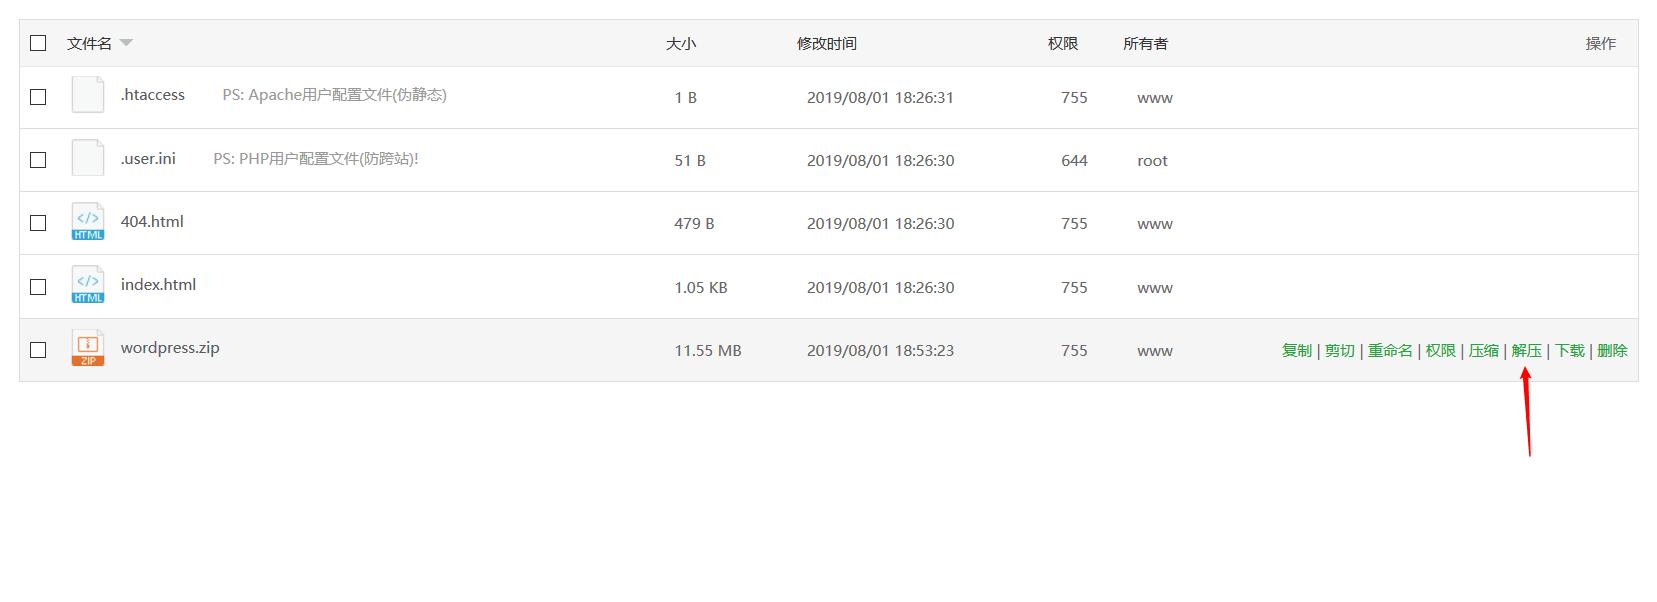 文件名 大小 修改时间 权限 所有者 操作
.htaccess PS: Apache用户配置文件(伪静态) 1 B 2019/08/01 18:26:31 755 www
.user.ini PS: PHP用户配置文件(防跨站)! 51 B 2019/08/01 18:26:30 644 root
</> HTML 404.html 479 B 2019/08/01 18:26:30 755 www
</> HTML index.html 1.05 KB 2019/08/01 18:26:30 755 www
ZIP wordpress.zip 11.55 MB 2019/08/01 18:53:23 755 www 复制 | 剪切 | 重命名 | 权限 | 压缩 | 解压 | 下载 | 删除